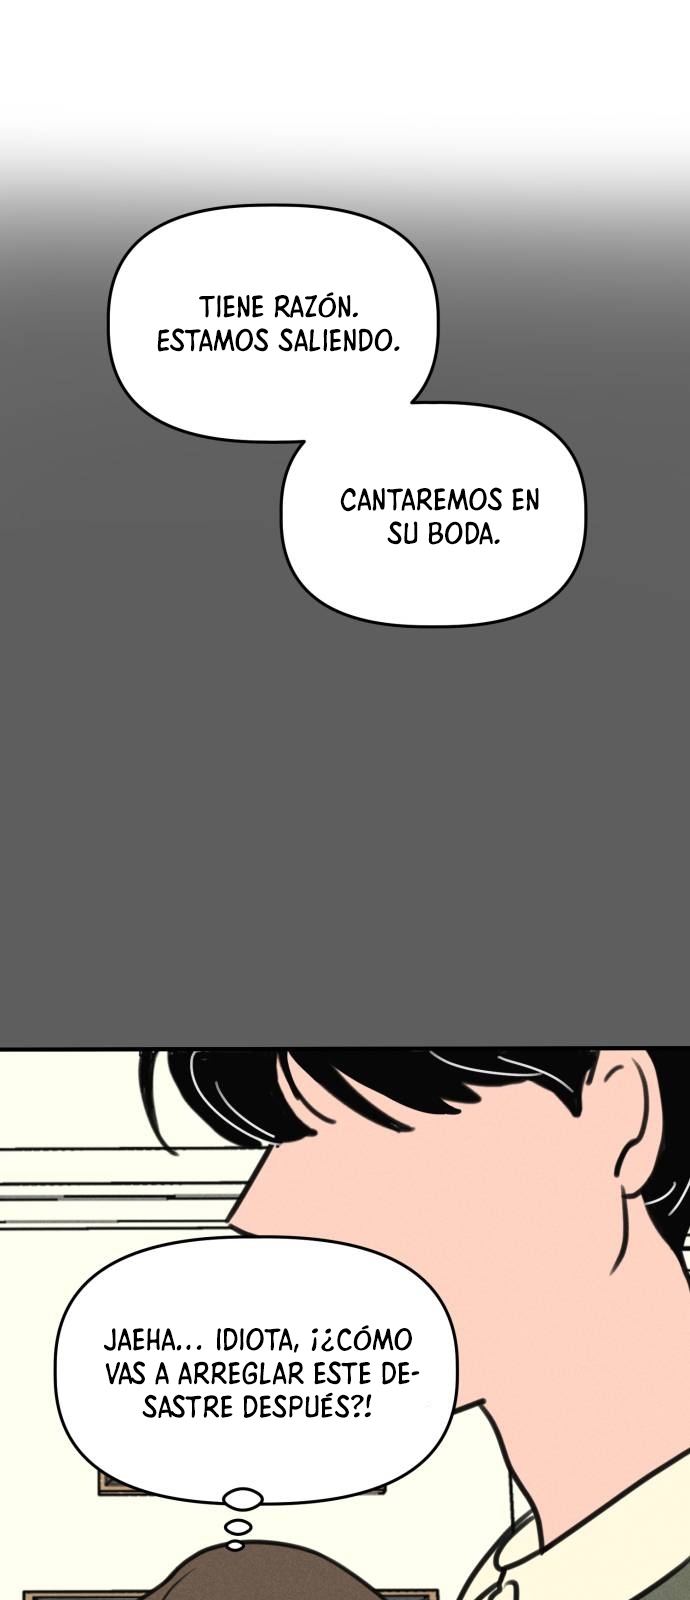 TIENE RAZÓN.
ESTAMOS SALIENDO.
CANTAREMOS EN
SU BODA.
JAEHA... IDIOTA, ¡¿CÓMO
VAS A ARREGLAR ESTE DE-
SASTRE DESPUÉS?!